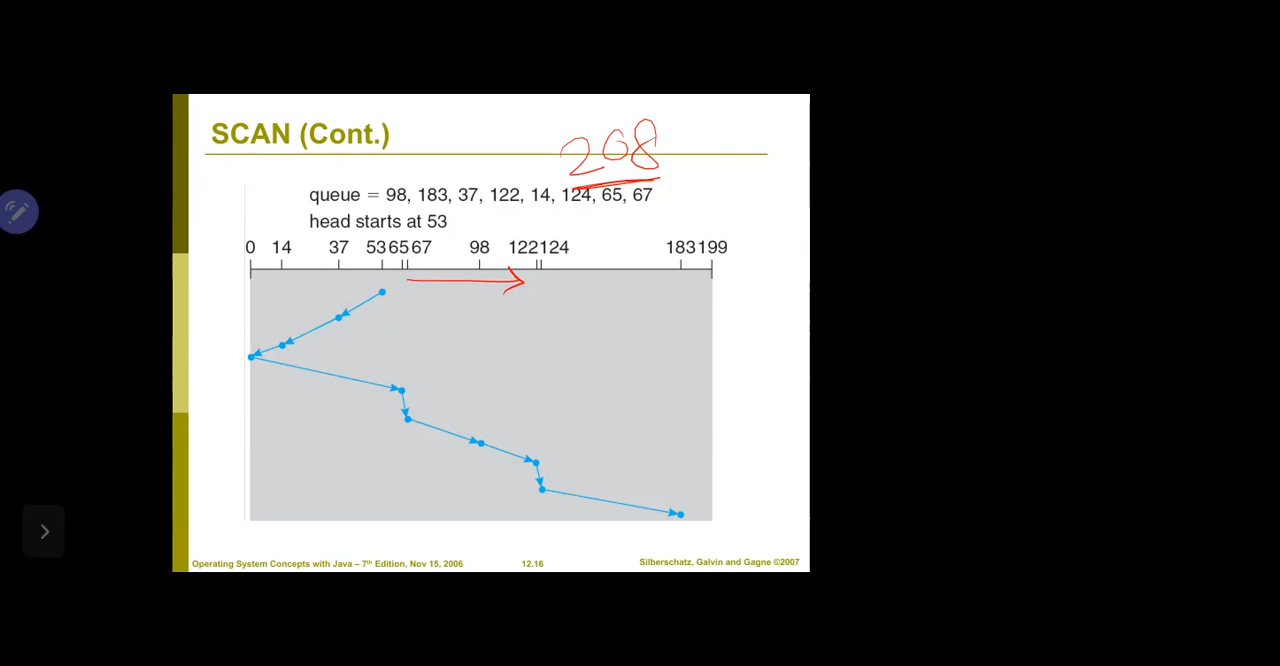 SCAN (Cont.)
208
queue = 98, 183, 37, 122, 14, 124, 65, 67
head starts at 53
0 14 37 53 65 67 98 122 124 183 199
Operating System Concepts with Java – 7th Edition, Nov 15, 2006 12.16 Silberschatz, Galvin and Gagne ©2007